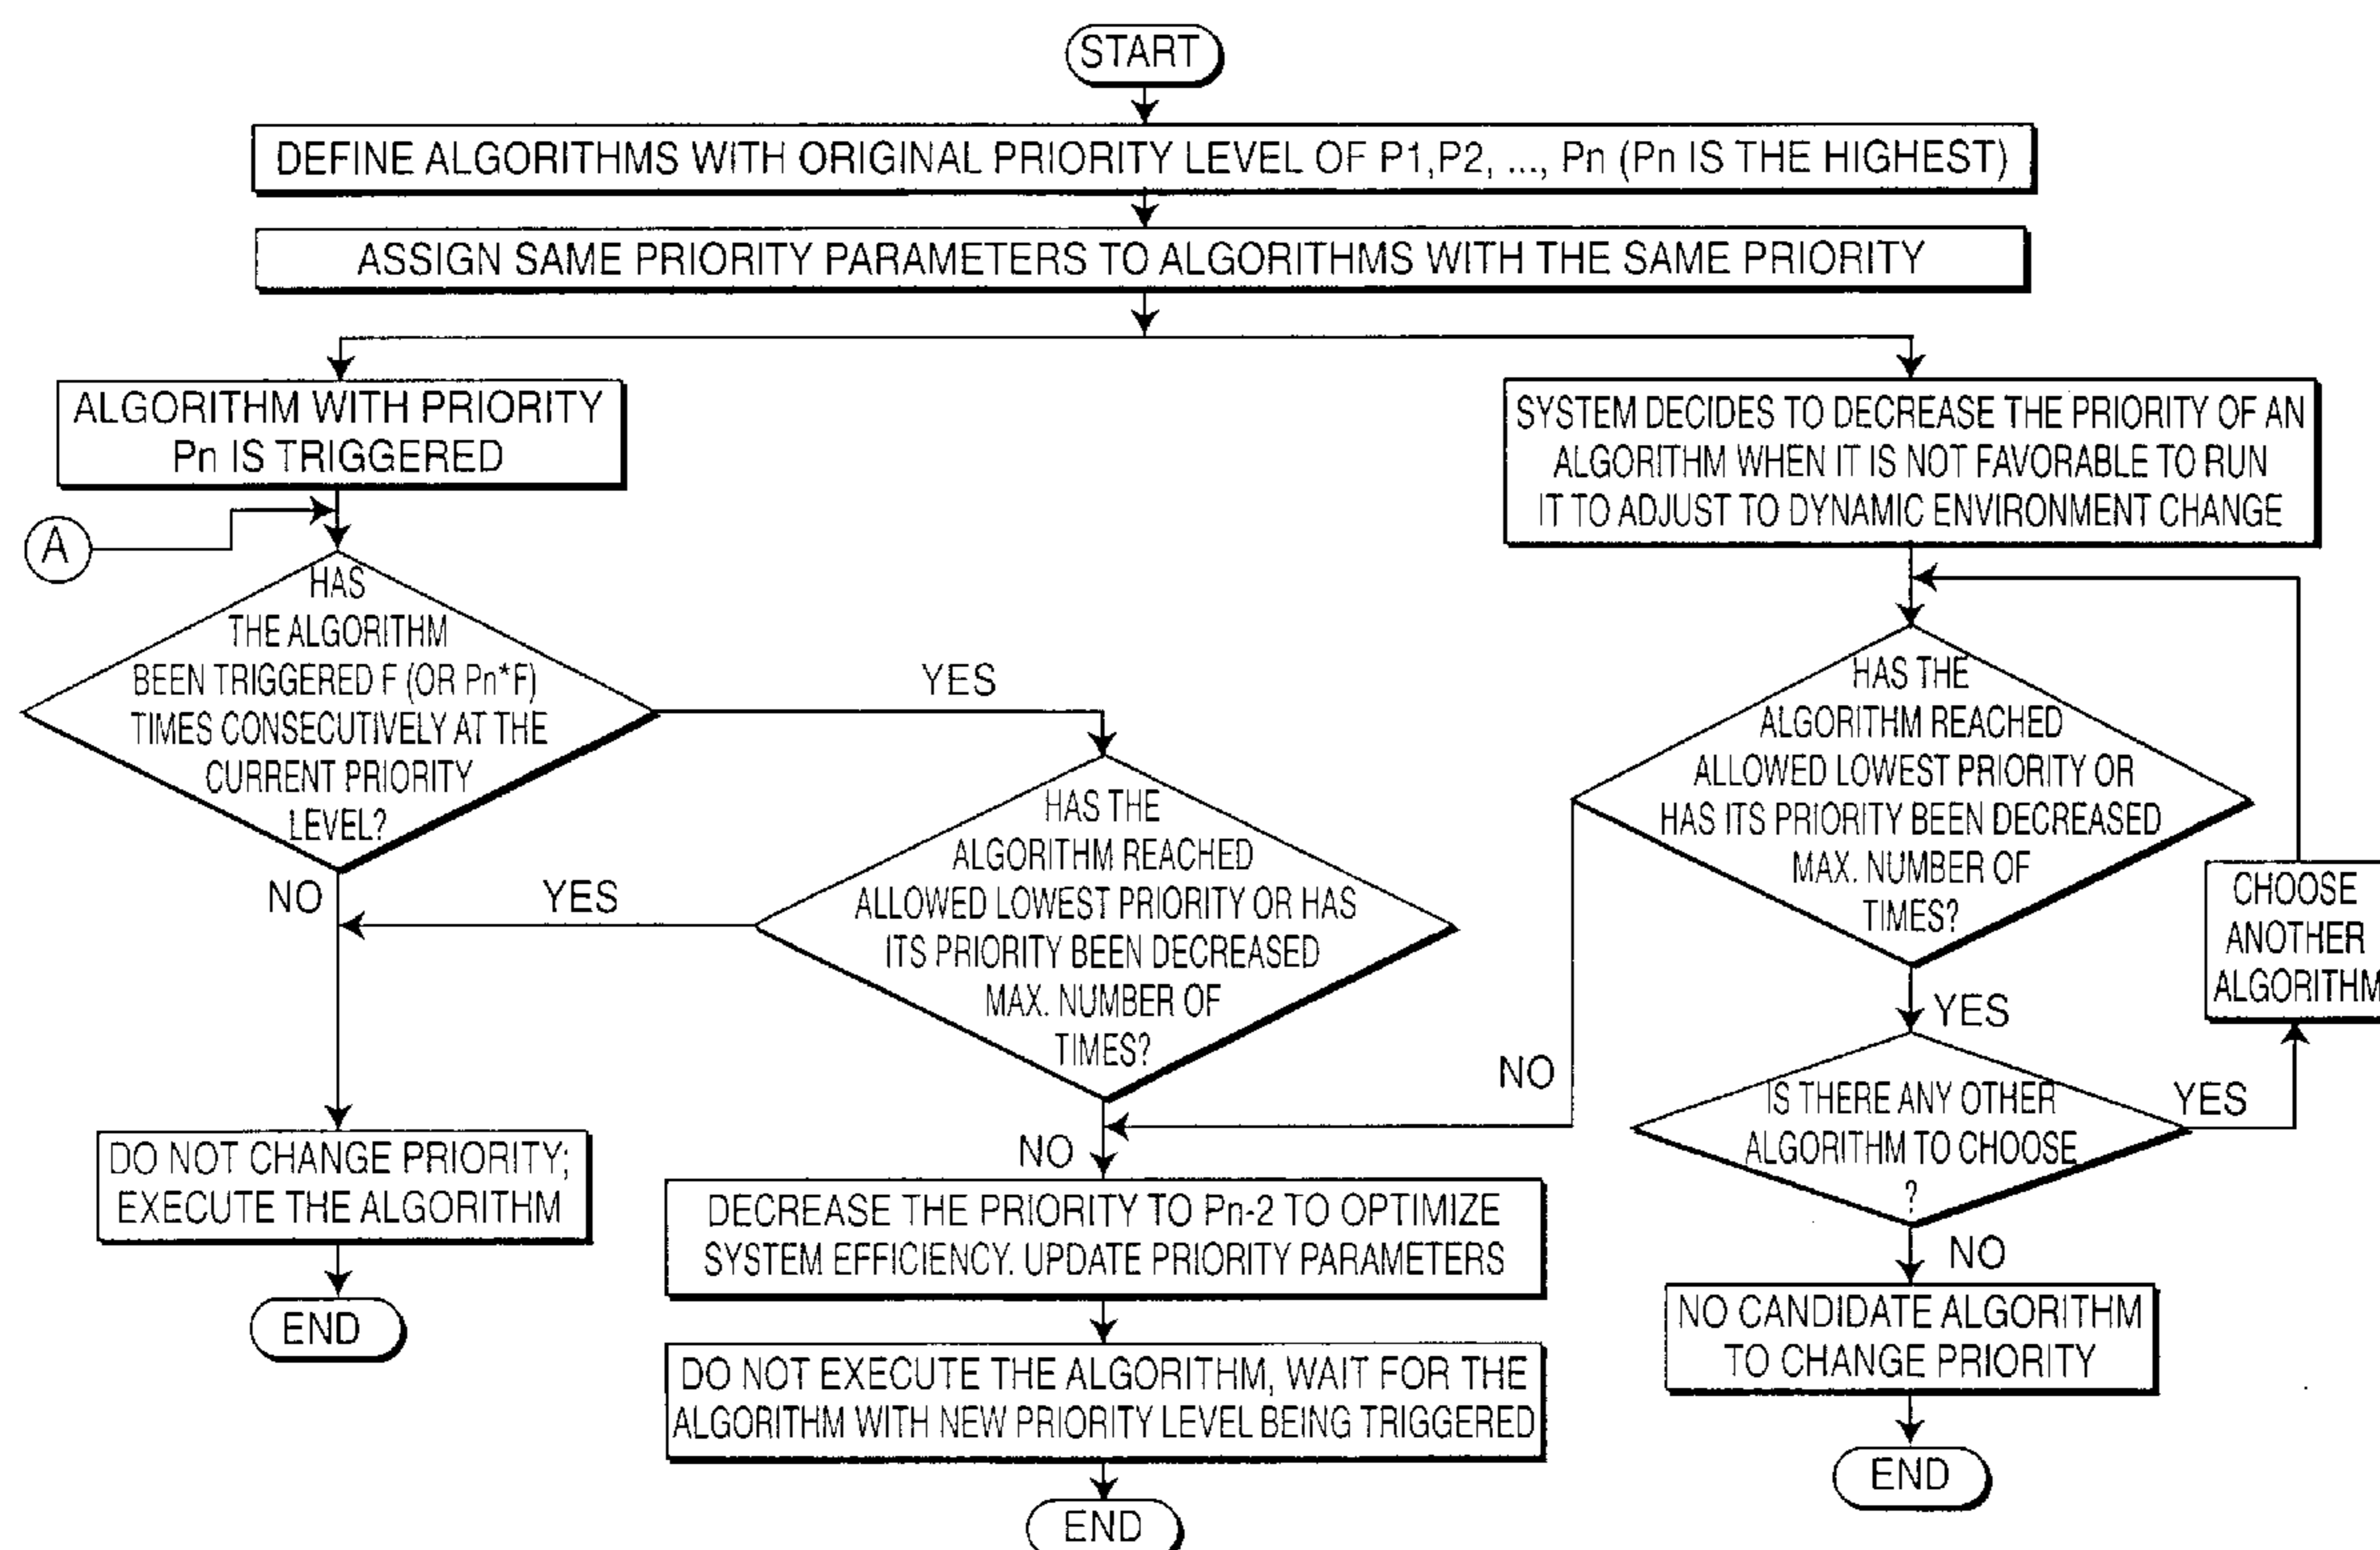 START
DEFINE ALGORITHMS WITH ORIGINAL PRIORITY LEVEL OF P1,P2, ..., Pn (Pn IS THE HIGHEST)
ASSIGN SAME PRIORITY PARAMETERS TO ALGORITHMS WITH THE SAME PRIORITY
ALGORITHM WITH PRIORITY
Pn IS TRIGGERED
A
HAS
THE ALGORITHM
BEEN TRIGGERED F (OR Pn*F)
TIMES CONSECUTIVELY AT THE
CURRENT PRIORITY
LEVEL?
YES
NO
HAS THE
ALGORITHM REACHED
ALLOWED LOWEST PRIORITY OR HAS
ITS PRIORITY BEEN DECREASED
MAX. NUMBER OF
TIMES?
YES
NO
DO NOT CHANGE PRIORITY;
EXECUTE THE ALGORITHM
END
DECREASE THE PRIORITY TO Pn-2 TO OPTIMIZE
SYSTEM EFFICIENCY. UPDATE PRIORITY PARAMETERS
DO NOT EXECUTE THE ALGORITHM, WAIT FOR THE
ALGORITHM WITH NEW PRIORITY LEVEL BEING TRIGGERED
END
SYSTEM DECIDES TO DECREASE THE PRIORITY OF AN
ALGORITHM WHEN IT IS NOT FAVORABLE TO RUN
IT TO ADJUST TO DYNAMIC ENVIRONMENT CHANGE
HAS THE
ALGORITHM REACHED
ALLOWED LOWEST PRIORITY OR
HAS ITS PRIORITY BEEN DECREASED
MAX. NUMBER OF
TIMES?
NO
YES
IS THERE ANY OTHER
ALGORITHM TO CHOOSE
?
YES
CHOOSE
ANOTHER
ALGORITHM
NO
NO CANDIDATE ALGORITHM
TO CHANGE PRIORITY
END